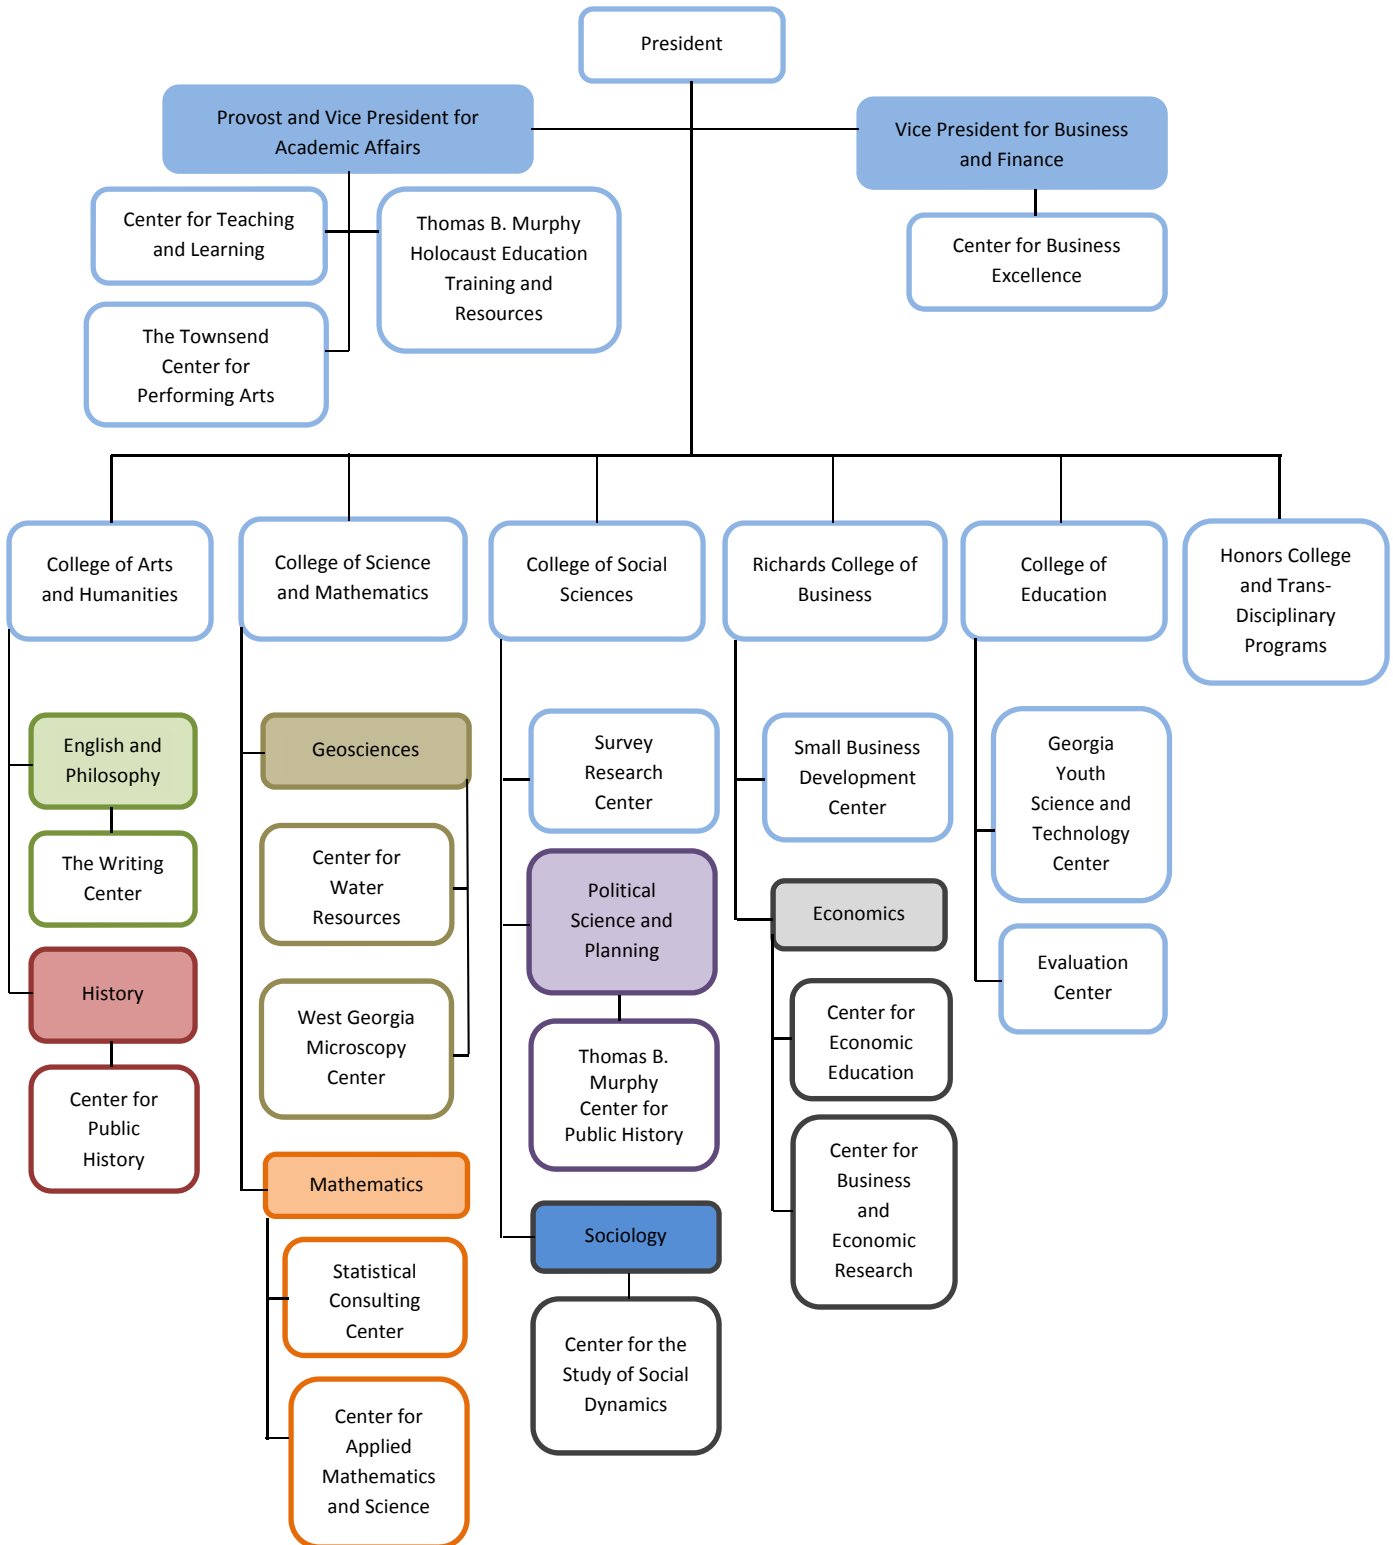 President
Provost and Vice President for
Academic Affairs
Vice President for Business
and Finance
Center for Teaching
and Learning
Thomas B. Murphy
Holocaust Education
Training and
Resources
Center for Business
Excellence
The Townsend
Center for
Performing Arts
College of Arts
and Humanities
College of Science
and Mathematics
College of Social
Sciences
Richards College of
Business
College of
Education
Honors College
and Trans-
Disciplinary
Programs
English and
Philosophy
The Writing
Center
History
Center for
Public
History
Geosciences
Center for
Water
Resources
West Georgia
Microscopy
Center
Mathematics
Statistical
Consulting
Center
Center for
Applied
Mathematics
and Science
Survey
Research
Center
Political
Science and
Planning
Thomas B.
Murphy
Center for
Public History
Sociology
Center for the
Study of Social
Dynamics
Small Business
Development
Center
Economics
Center for
Economic
Education
Center for
Business
and
Economic
Research
Georgia
Youth
Science and
Technology
Center
Evaluation
Center